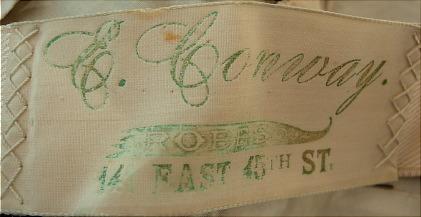 E. Conway.
ROBES
14 EAST 45TH ST.